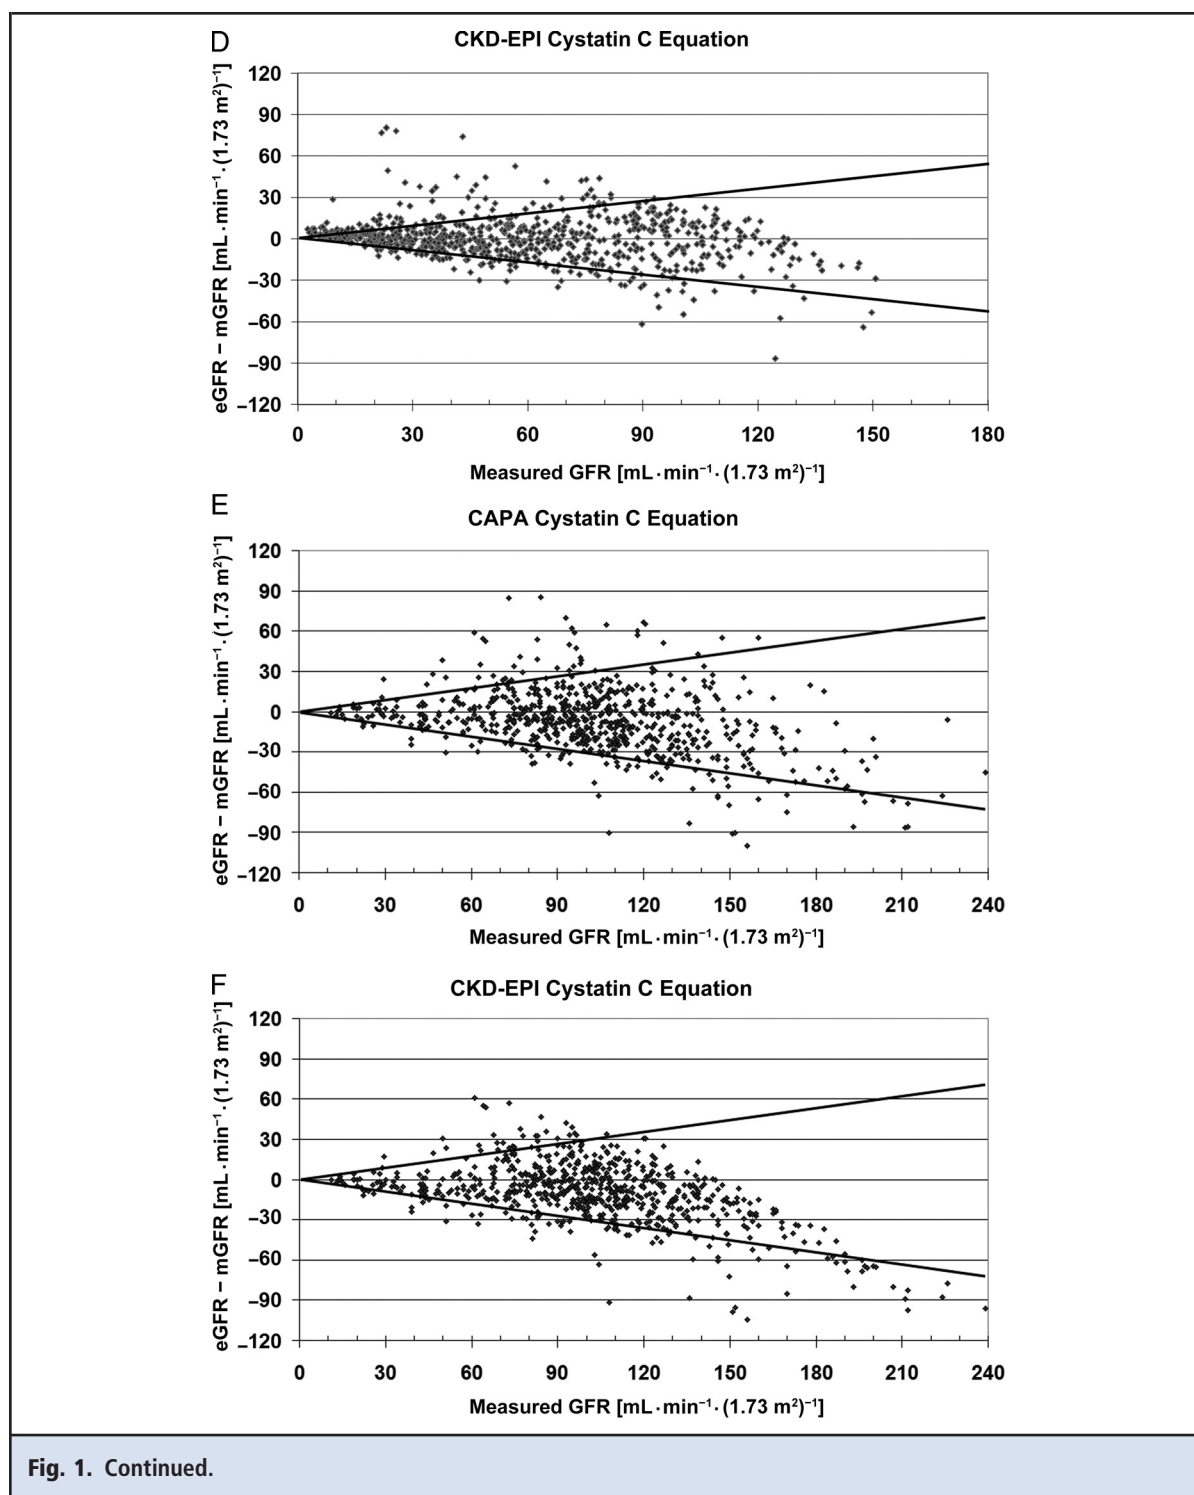 D
CKD-EPI Cystatin C Equation
eGFR – mGFR [mL·min⁻¹·(1.73 m²)⁻¹]
120
90
60
30
0
–30
–60
–90
–120
0 30 60 90 120 150 180
Measured GFR [mL·min⁻¹·(1.73 m²)⁻¹]
E
CAPA Cystatin C Equation
eGFR – mGFR [mL·min⁻¹·(1.73 m²)⁻¹]
120
90
60
30
0
–30
–60
–90
–120
0 30 60 90 120 150 180 210 240
Measured GFR [mL·min⁻¹·(1.73 m²)⁻¹]
F
CKD-EPI Cystatin C Equation
eGFR – mGFR [mL·min⁻¹·(1.73 m²)⁻¹]
120
90
60
30
0
–30
–60
–90
–120
0 30 60 90 120 150 180 210 240
Measured GFR [mL·min⁻¹·(1.73 m²)⁻¹]
Fig. 1. Continued.